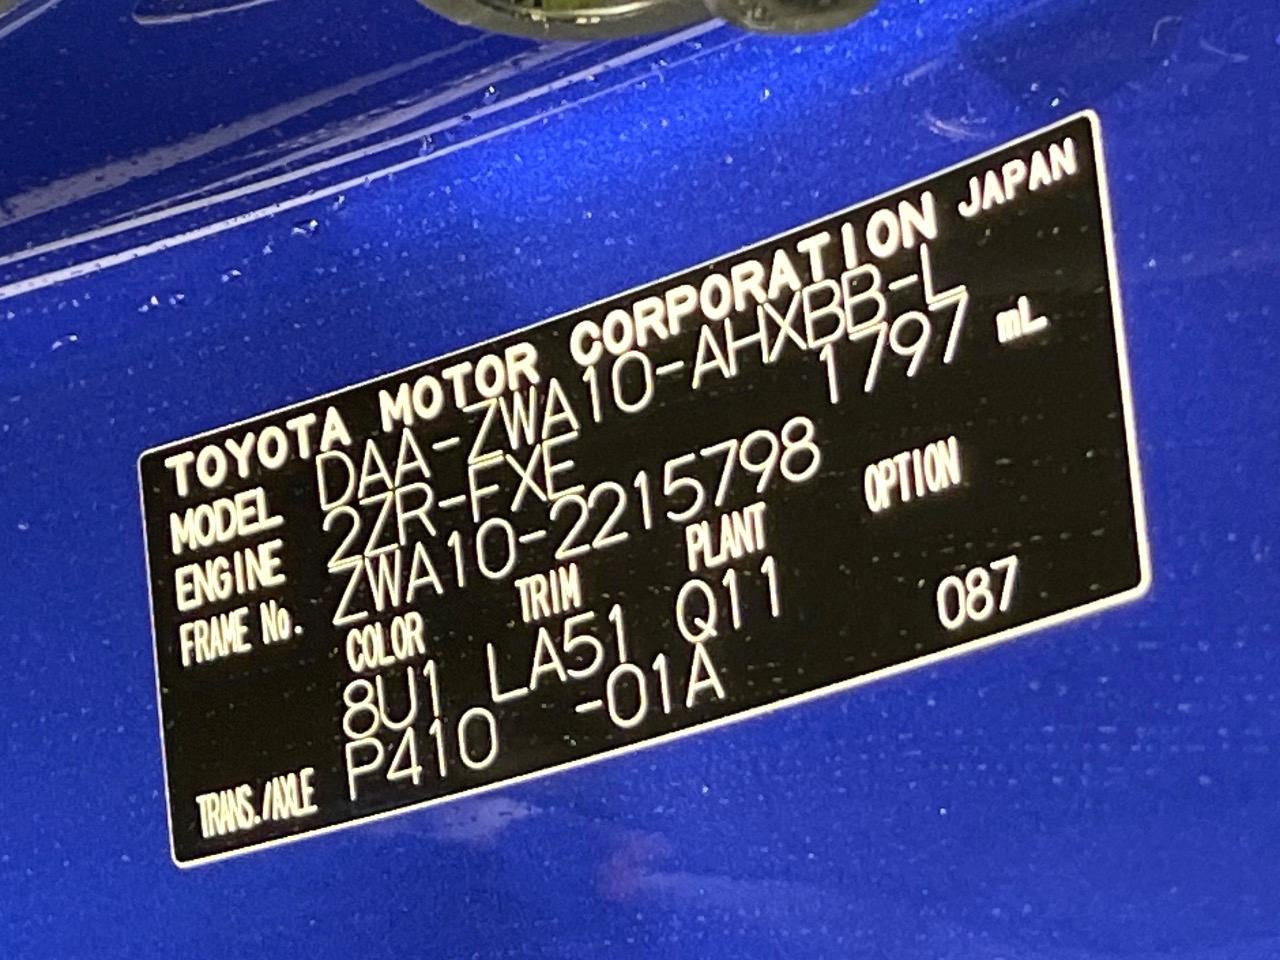 TOYOTA MOTOR CORPORATION JAPAN
MODEL DAA-ZWA10-AHXBB-L
ENGINE 2ZR-FXE 1797 mL
FRAME No. ZWA10-2215798
COLOR TRIM PLANT OPTION
8U1 LA51 Q11 087
TRANS./AXLE P410 -01A